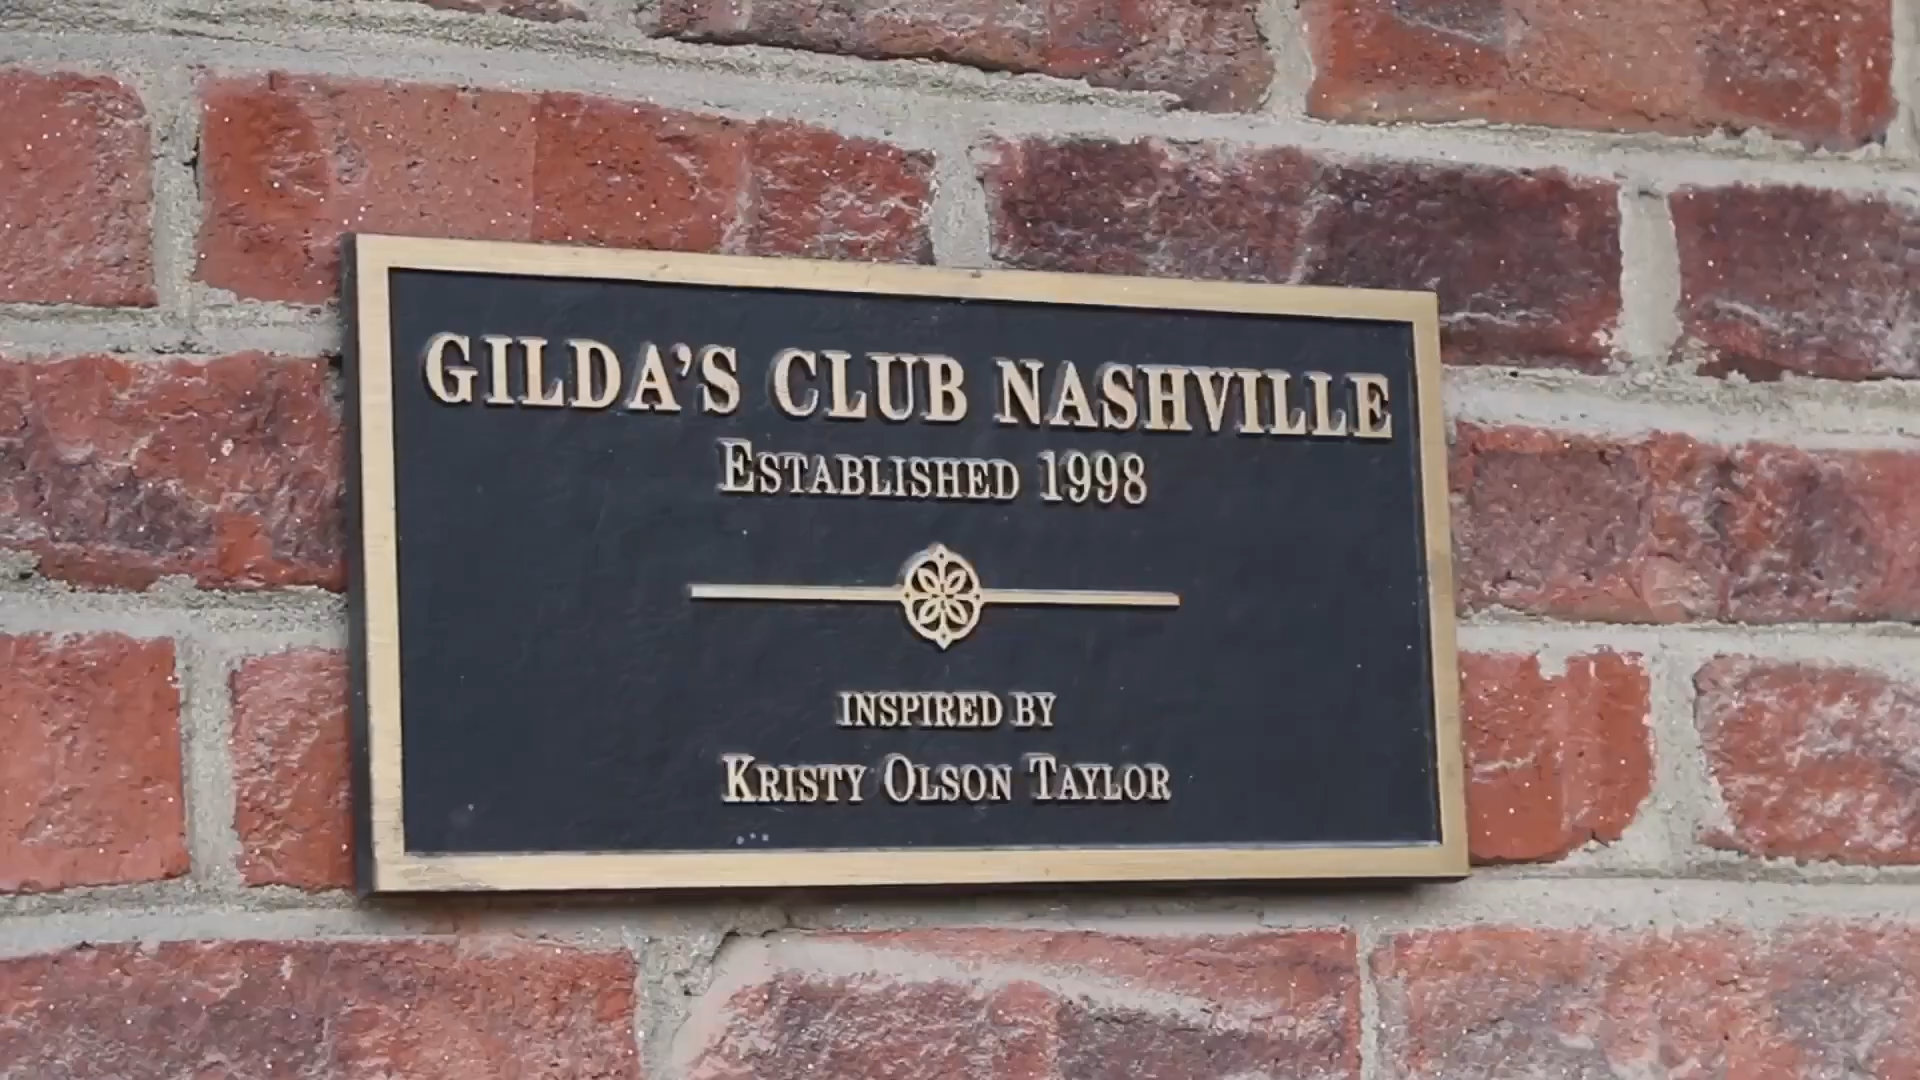 GILDA'S CLUB NASHVILLE
ESTABLISHED 1998
INSPIRED BY
KRISTY OLSON TAYLOR